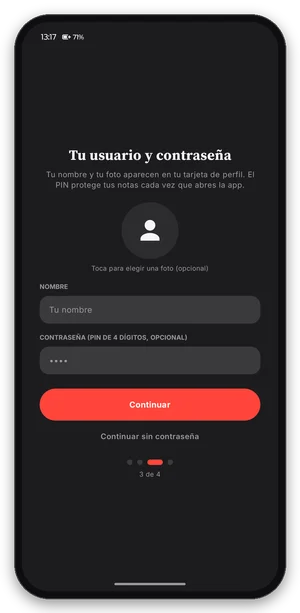 13:17 71%
Tu usuario y contraseña
Tu nombre y tu foto aparecen en tu tarjeta de perfil. El
PIN protege tus notas cada vez que abres la app.
Toca para elegir una foto (opcional)
NOMBRE
Tu nombre
CONTRASEÑA (PIN DE 4 DÍGITOS, OPCIONAL)
••••
Continuar
Continuar sin contraseña
3 de 4